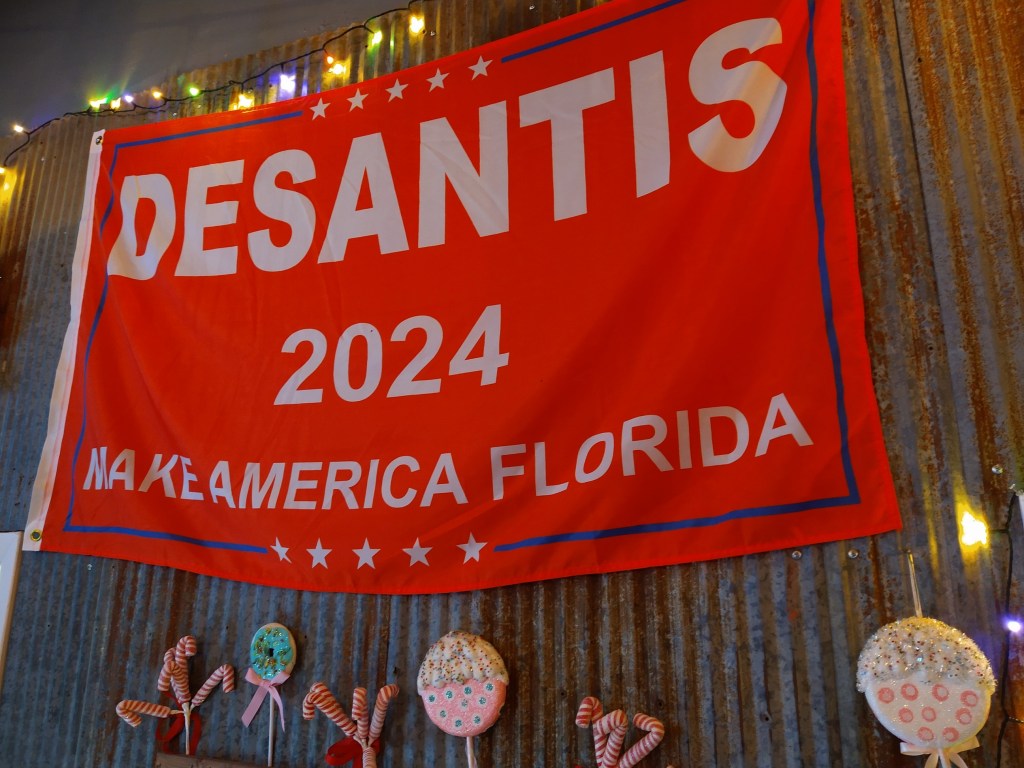 DESANTIS
2024
MAKE AMERICA FLORIDA